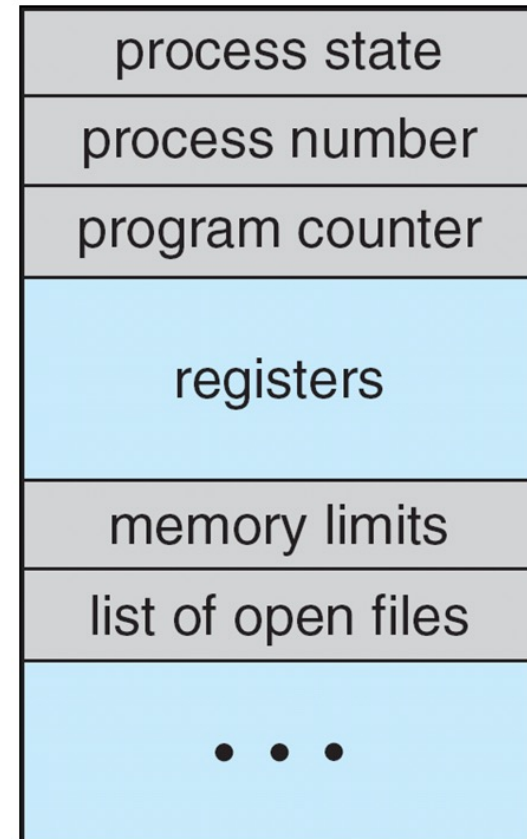 process state
process number
program counter
registers
memory limits
list of open files
• • •